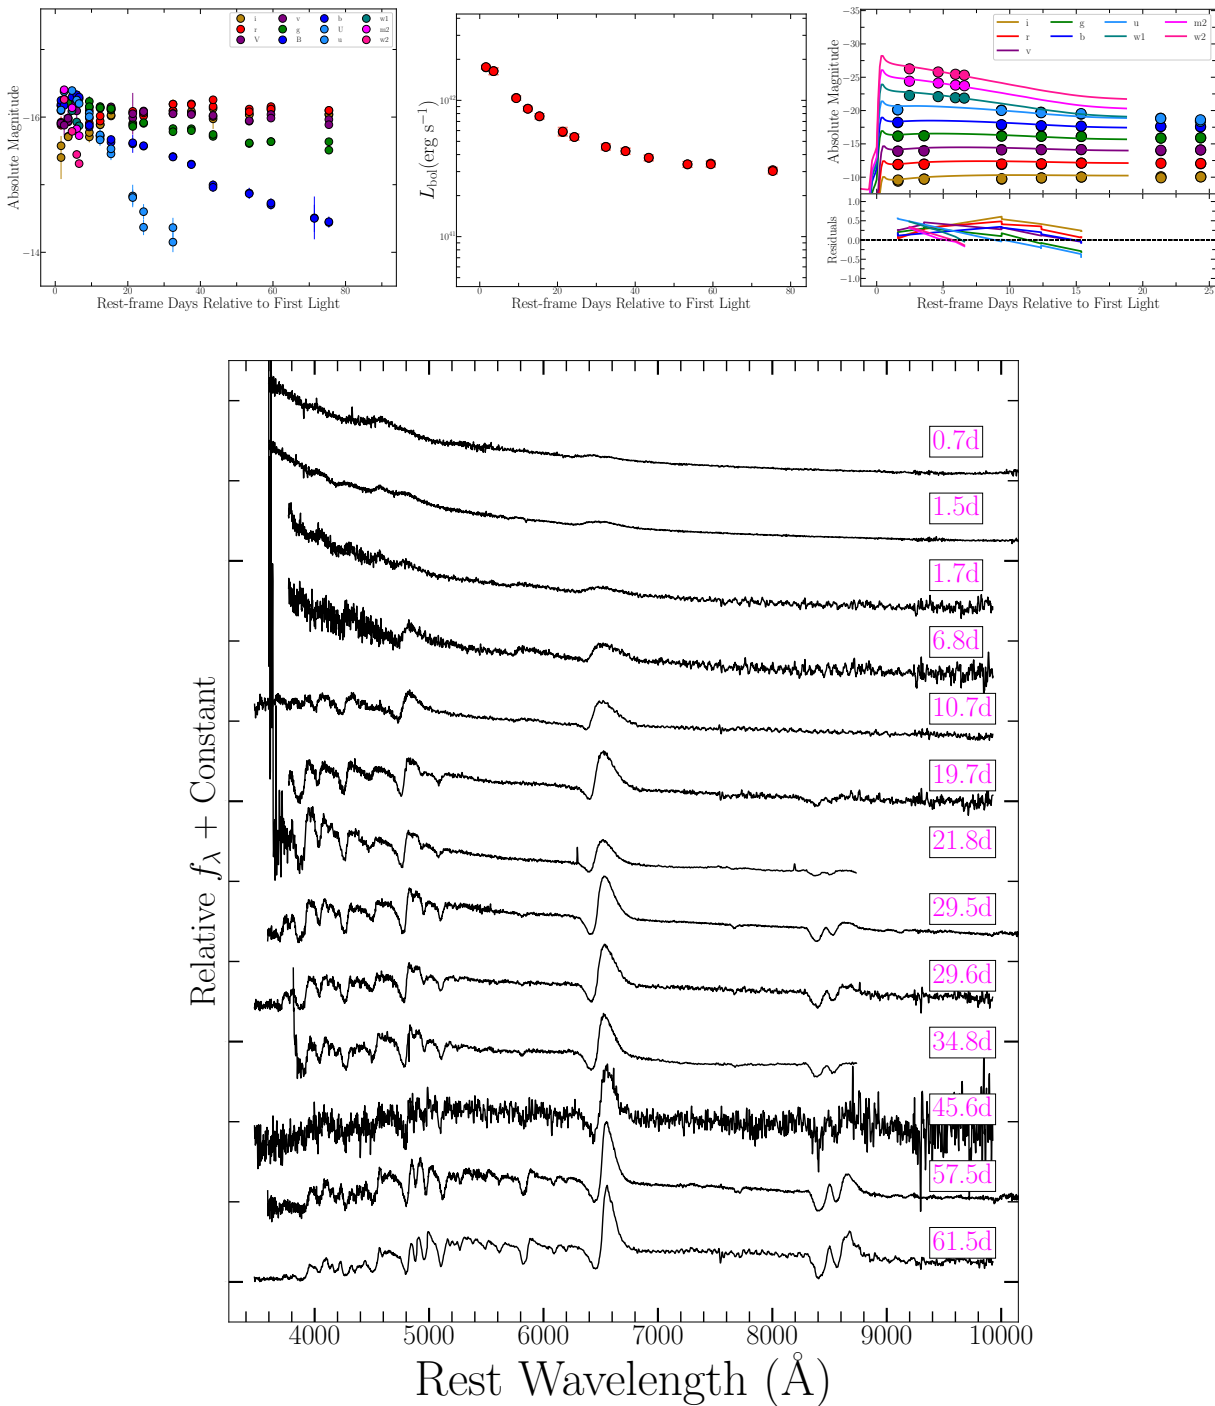 i v b w1
r g U m2
V B u w2
Absolute Magnitude
−16
−14
0 20 40 60 80
Rest-frame Days Relative to First Light
L_bol(erg s⁻¹)
10⁴²
10⁴¹
0 20 40 60 80
Rest-frame Days Relative to First Light
i g u m2
r b w1 w2
v
Absolute Magnitude
−35
−30
−25
−20
−15
−10
Residuals
1.0
0.5
0.0
−0.5
−1.0
0 5 10 15 20 25
Rest-frame Days Relative to First Light
Relative f_λ + Constant
0.7d
1.5d
1.7d
6.8d
10.7d
19.7d
21.8d
29.5d
29.6d
34.8d
45.6d
57.5d
61.5d
4000 5000 6000 7000 8000 9000 10000
Rest Wavelength (Å)